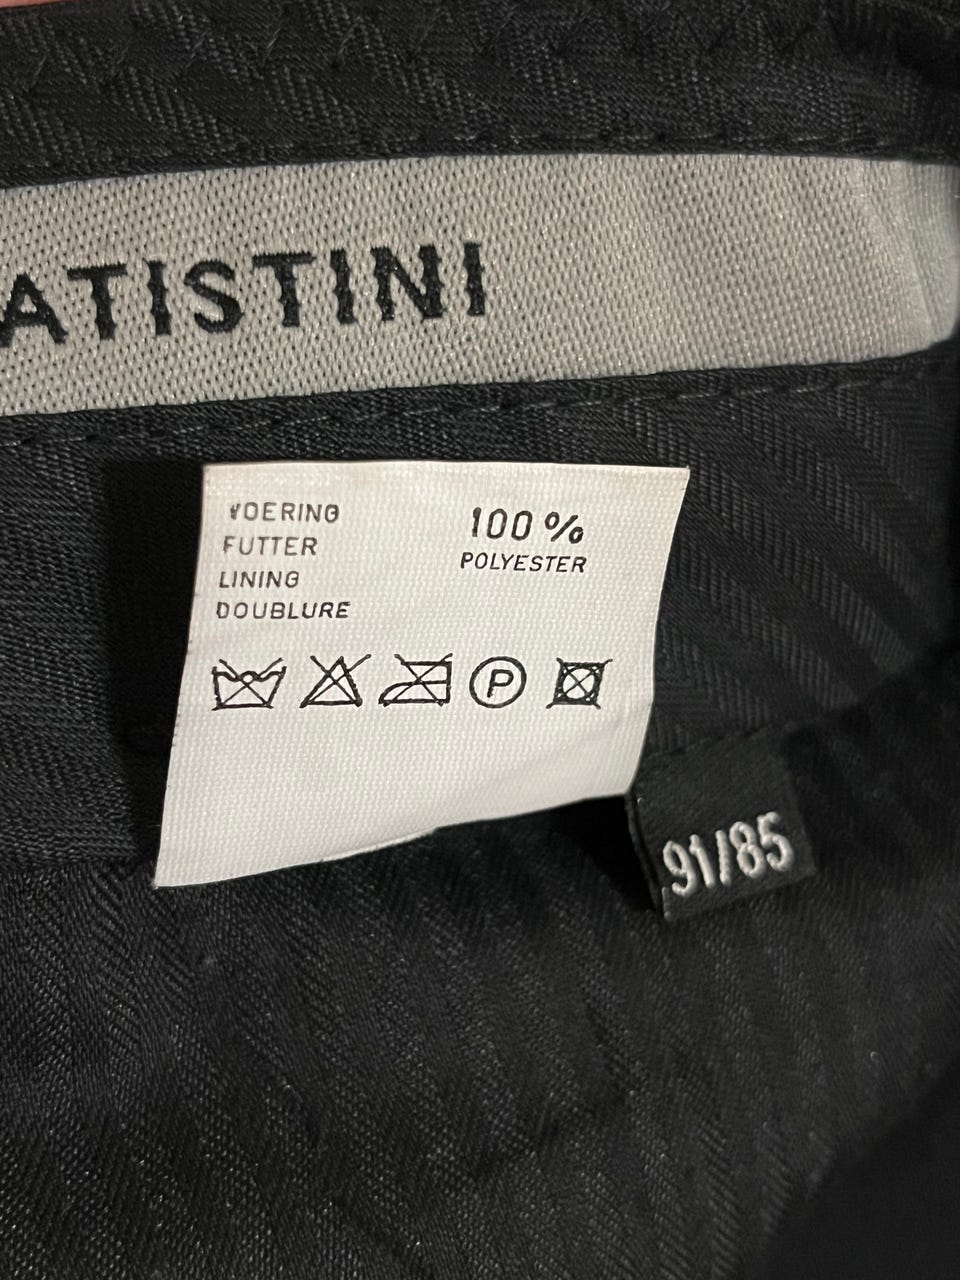 ATISTINI
VOERING
FUTTER
LINING
DOUBLURE
100 %
POLYESTER
P
91/85